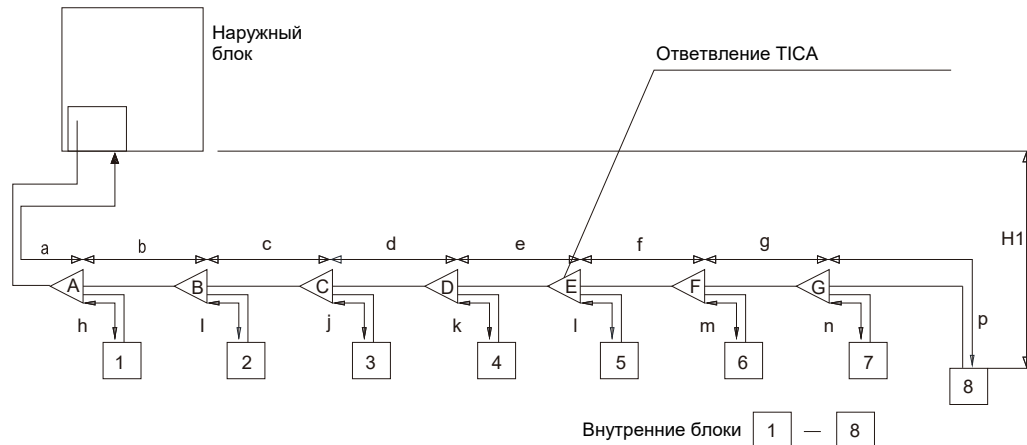 Наружный
блок
Ответвление TICA
H1
a b c d e f g
A B C D E F G
h l j k l m n p
1 2 3 4 5 6 7 8
Внутренние блоки 1 — 8